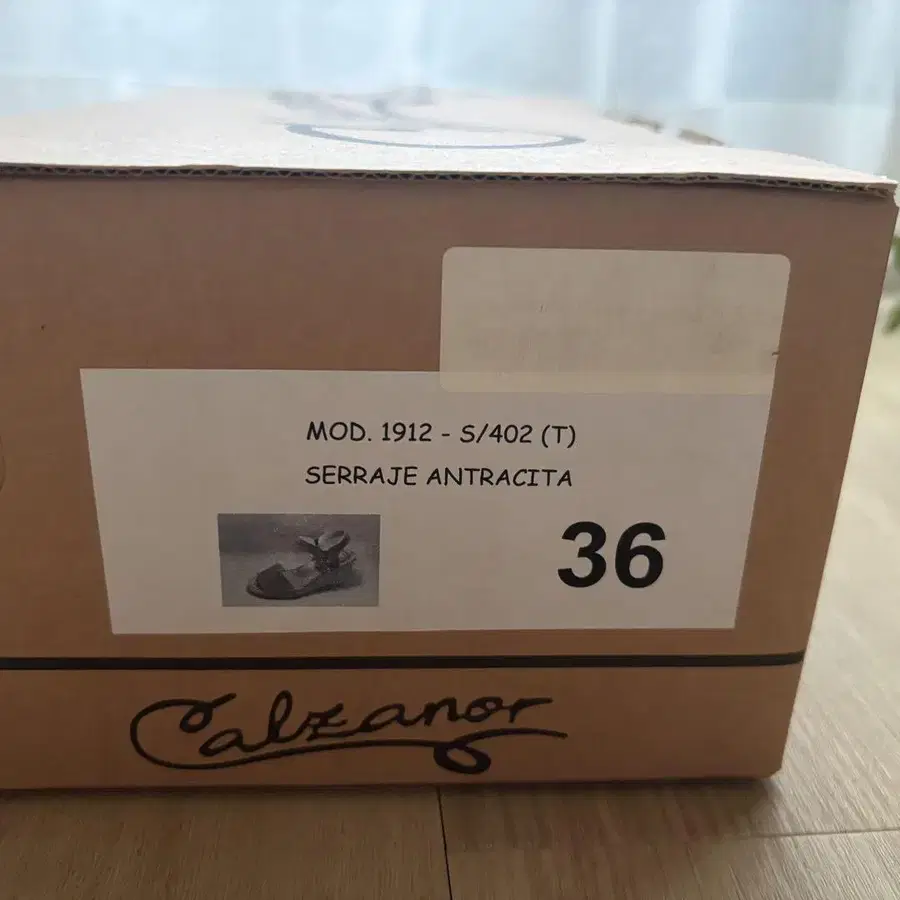 MOD. 1912 - S/402 (T)
SERRAJE ANTRACITA
36
Calzanor